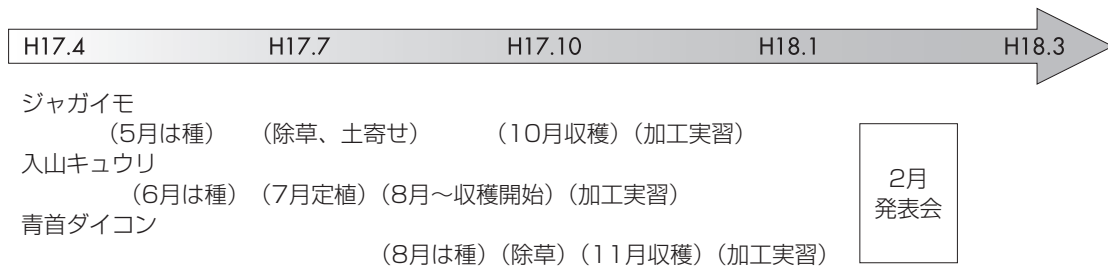 H17.4 H17.7 H17.10 H18.1 H18.3
ジャガイモ
（5月は種） （除草、土寄せ） （10月収穫）（加工実習）
入山キュウリ
（6月は種）（7月定植）（8月～収穫開始）（加工実習）
青首ダイコン
（8月は種）（除草）（11月収穫）（加工実習）
2月
発表会